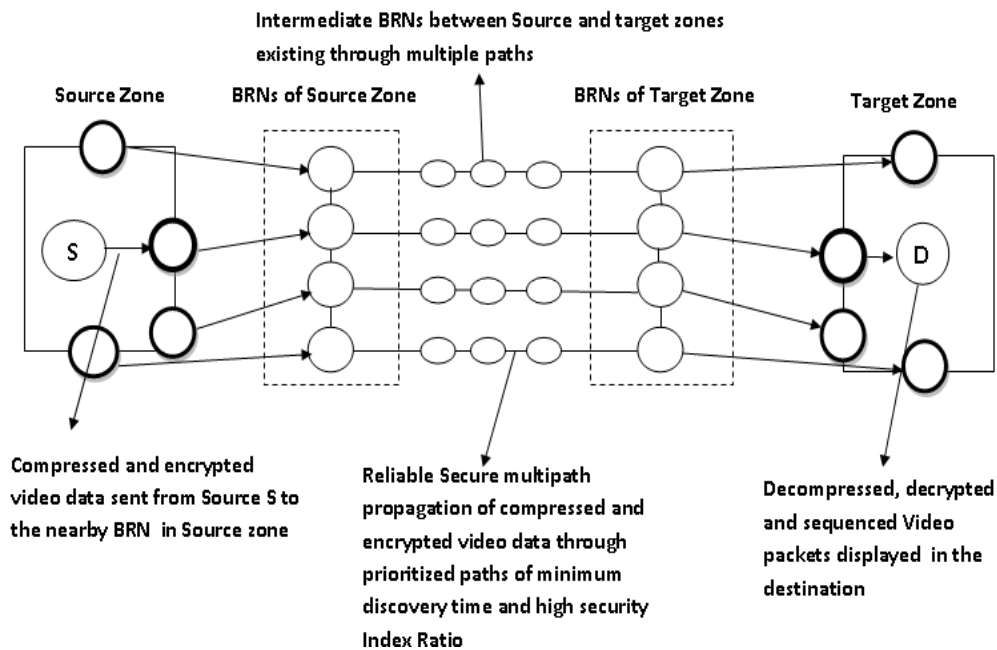 Intermediate BRNs between Source and target zones
existing through multiple paths
Source Zone
BRNs of Source Zone
BRNs of Target Zone
Target Zone
S
D
Compressed and encrypted
video data sent from Source S to
the nearby BRN in Source zone
Reliable Secure multipath
propagation of compressed and
encrypted video data through
prioritized paths of minimum
discovery time and high security
Index Ratio
Decompressed, decrypted
and sequenced Video
packets displayed in the
destination